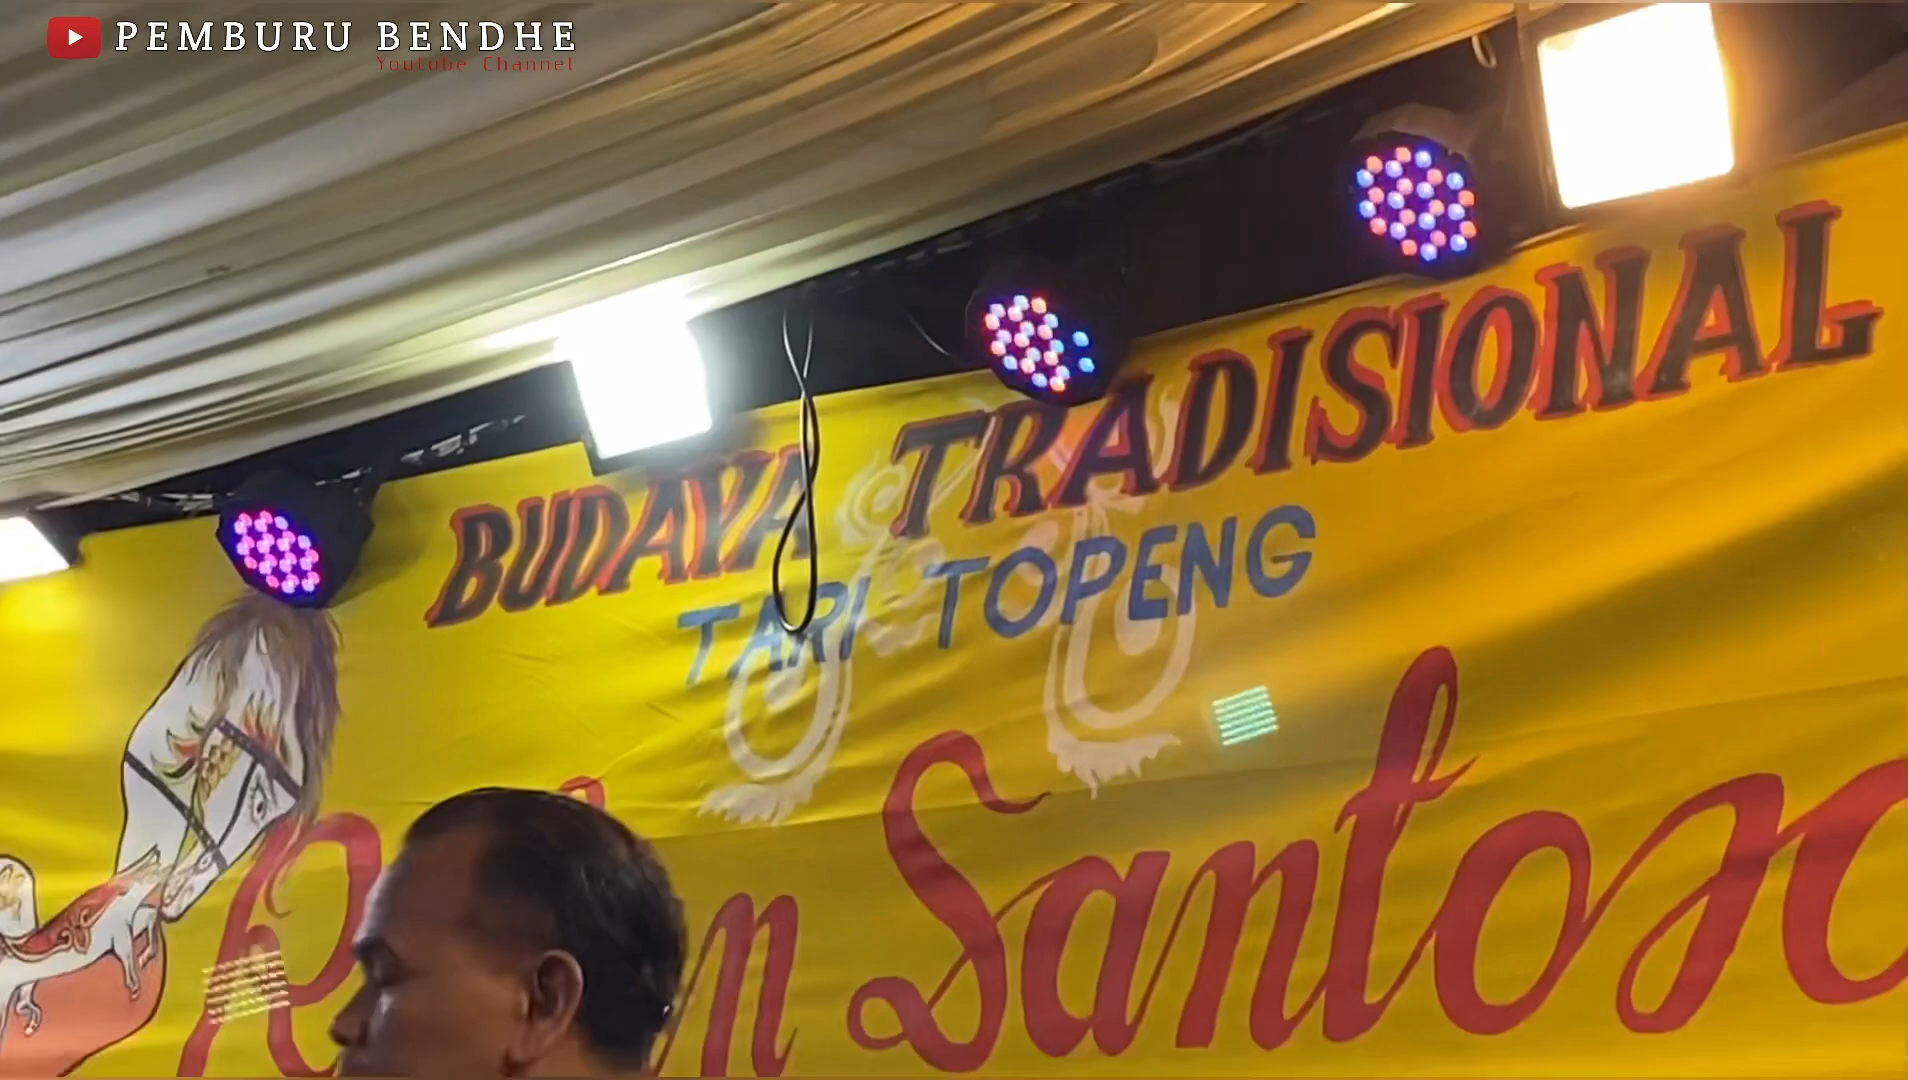 PEMBURU BENDHE
Youtube Channel
BUDAYA TRADISIONAL
TARI TOPENG
Santoso